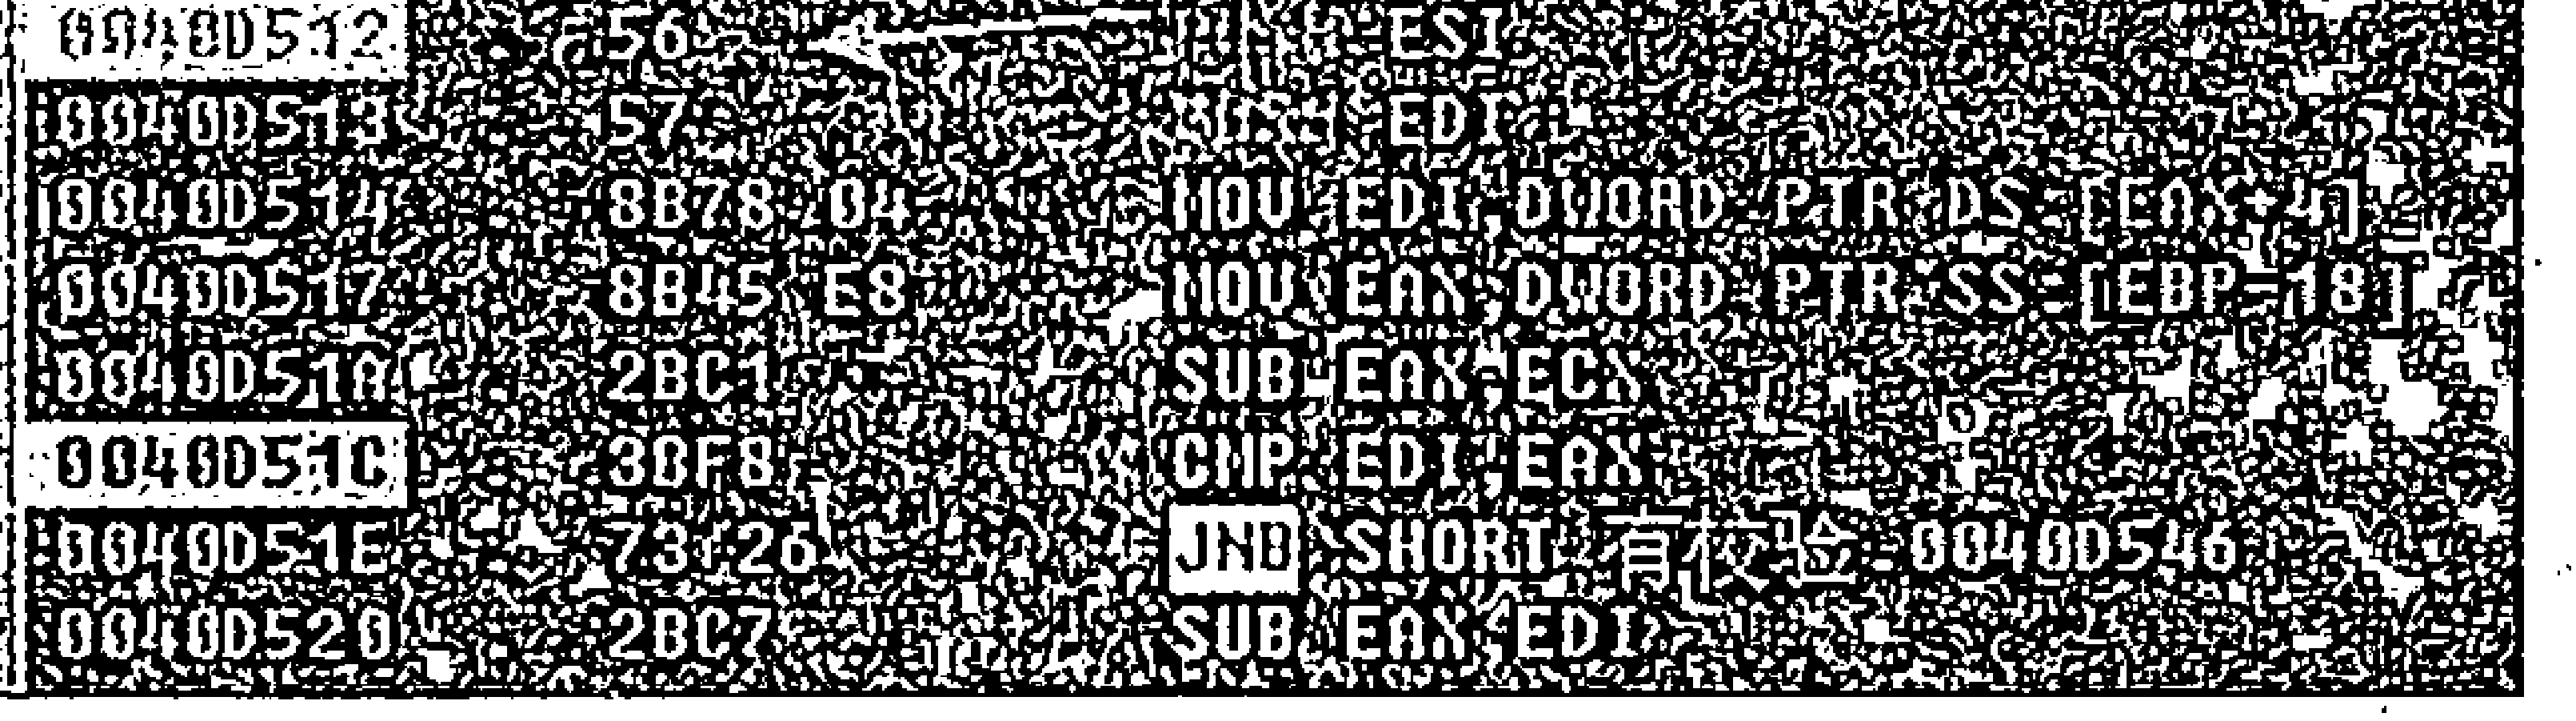 0040D512 56 ESI
0040D513 57 PUSH EDI
0040D514 8B78 04 MOV EDI,DWORD PTR DS:[EAX+4]
0040D517 8B45 E8 MOV EAX,DWORD PTR SS:[EBP-18]
0040D51A 2BC1 SUB EAX,ECX
0040D51C 3BF8 CMP EDI,EAX
0040D51E 73 26 JNB SHORT 有校验.0040D546
0040D520 2BC7 SUB EAX,EDI